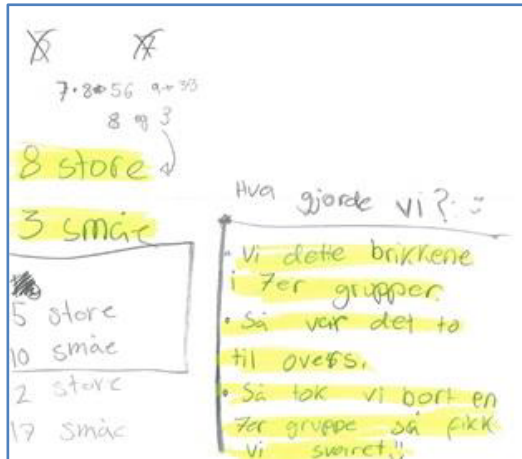 7·8=56
8 og 3
8 store
3 småe
5 store
10 småe
2 store
17 småe
Hva gjorde vi? :)
• Vi dette brikkene
i 7er grupper.
• Så var det to
til overs.
• Så tok vi bort en
7er gruppe så fikk
vi svaret!!